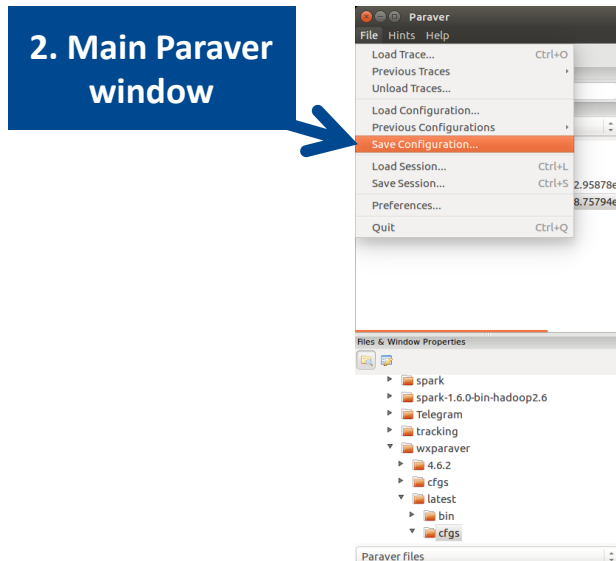 2. Main Paraver
window
Paraver
File Hints Help
Load Trace... Ctrl+O
Previous Traces
Unload Traces...
Load Configuration...
Previous Configurations
Save Configuration...
Load Session... Ctrl+L
Save Session... Ctrl+S
2.95878e
Preferences...
8.75794e
Quit Ctrl+Q
Files & Window Properties
spark
spark-1.6.0-bin-hadoop2.6
Telegram
tracking
wxparaver
4.6.2
cfgs
latest
bin
cfgs
Paraver files